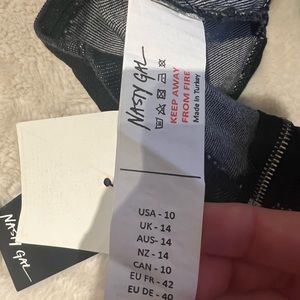 NASTY GAL
KEEP AWAY
FROM FIRE
Made In Turkey
USA - 10
UK - 14
AUS- 14
NZ - 14
CAN - 10
EU FR - 42
EU DE - 40
NASTY GAL